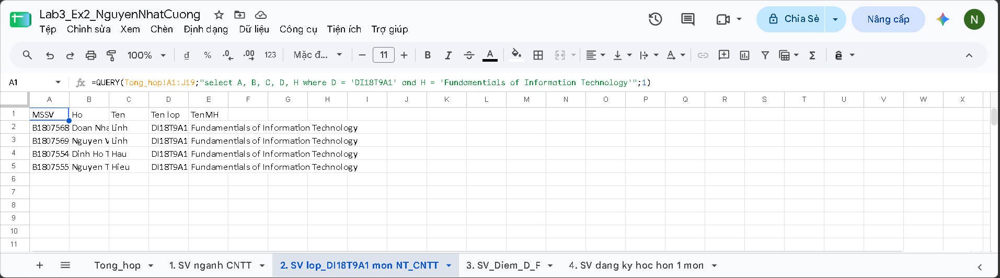 Lab3_Ex2_NguyenNhatCuong
Tệp Chỉnh sửa Xem Chèn Định dạng Dữ liệu Công cụ Tiện ích Trợ giúp
Chia Sẻ
Nâng cấp
N
100% đ % .0 .00 123 Mặc đ... 11 B I S A A Σ ê
A1 fx =QUERY(Tong_hop!A1:J19;"select A, B, C, D, H where D = 'DI18T9A1' and H = 'Fundamentials of Information Technology'";1)
A B C D E F G H I J K L M N O P Q R S T U V W X
1 MSSV Ho Ten Ten lop TenMH
2 B1807568 Doan Nha Linh DI18T9A1 Fundamentials of Information Technology
3 B1807569 Nguyen V Linh DI18T9A1 Fundamentials of Information Technology
4 B1807554 Dinh Ho T Hau DI18T9A1 Fundamentials of Information Technology
5 B1807555 Nguyen T Hieu DI18T9A1 Fundamentials of Information Technology
6
7
8
9
10
11
Tong_hop 1. SV nganh CNTT 2. SV lop_DI18T9A1 mon NT_CNTT 3. SV_Diem_D_F 4. SV dang ky hoc hon 1 mon